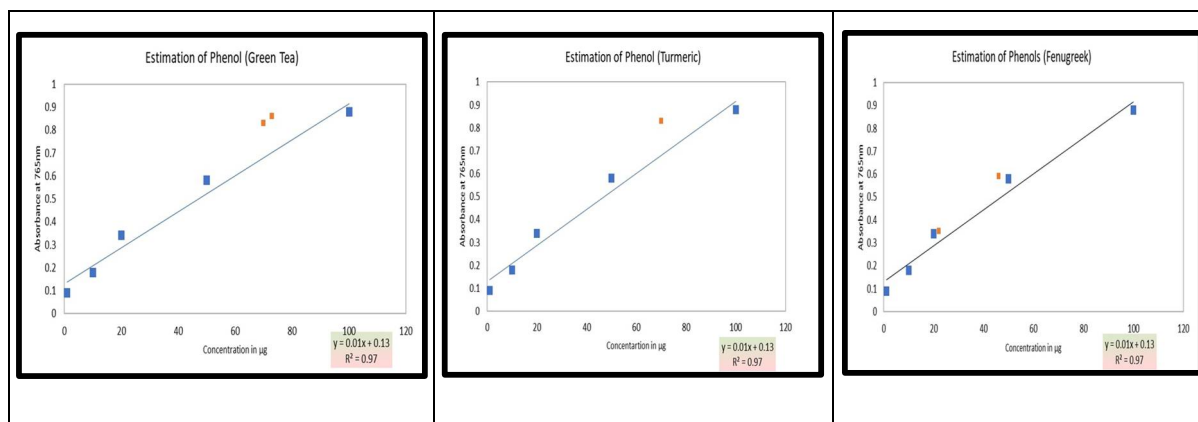 Estimation of Phenol (Green Tea)
Absorbance at 765nm
1
0.9
0.8
0.7
0.6
0.5
0.4
0.3
0.2
0.1
0
0 20 40 60 80 100 120
Concentration in µg
y = 0.01x + 0.13
R² = 0.97
Estimation of Phenol (Turmeric)
Absorbance at 765nm
1
0.9
0.8
0.7
0.6
0.5
0.4
0.3
0.2
0.1
0
0 20 40 60 80 100 120
Concentartion in µg
y = 0.01x + 0.13
R² = 0.97
Estimation of Phenols (Fenugreek)
Absorbance at 765nm
1
0.9
0.8
0.7
0.6
0.5
0.4
0.3
0.2
0.1
0
0 20 40 60 80 100 120
Concentration in µg
y = 0.01x + 0.13
R² = 0.97